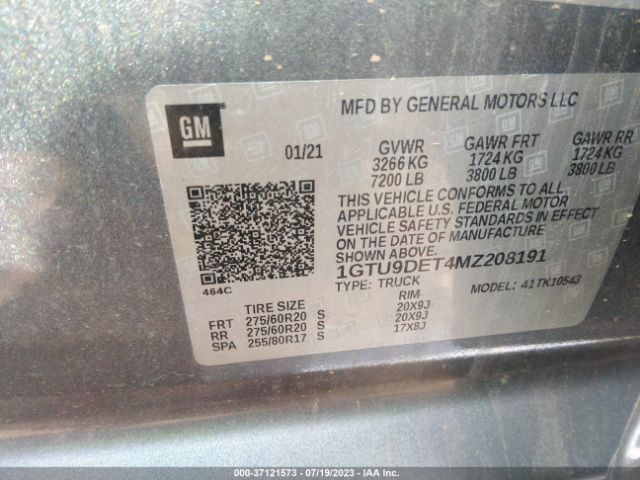 GM
MFD BY GENERAL MOTORS LLC
01/21
GVWR GAWR FRT GAWR RR
3266 KG 1724 KG 1724 KG
7200 LB 3800 LB 3800 LB
THIS VEHICLE CONFORMS TO ALL
APPLICABLE U.S. FEDERAL MOTOR
VEHICLE SAFETY STANDARDS IN EFFECT
ON THE DATE OF MANUFACTURE
SHOWN ABOVE.
1GTU9DET4MZ208191
TYPE: TRUCK MODEL: 41 TK10543
464C
TIRE SIZE RIM
FRT 275/60R20 S 20X9J
RR 275/60R20 S 20X9J
SPA 255/80R17 S 17X8J
000-37121573 - 07/19/2023 - IAA Inc.